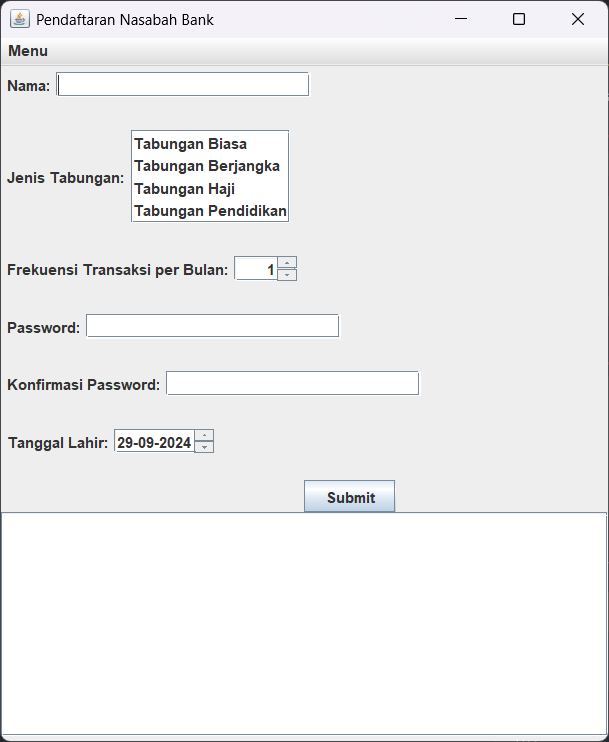 Pendaftaran Nasabah Bank
Menu
Nama:
Jenis Tabungan:
Tabungan Biasa
Tabungan Berjangka
Tabungan Haji
Tabungan Pendidikan
Frekuensi Transaksi per Bulan: 1
Password:
Konfirmasi Password:
Tanggal Lahir: 29-09-2024
Submit